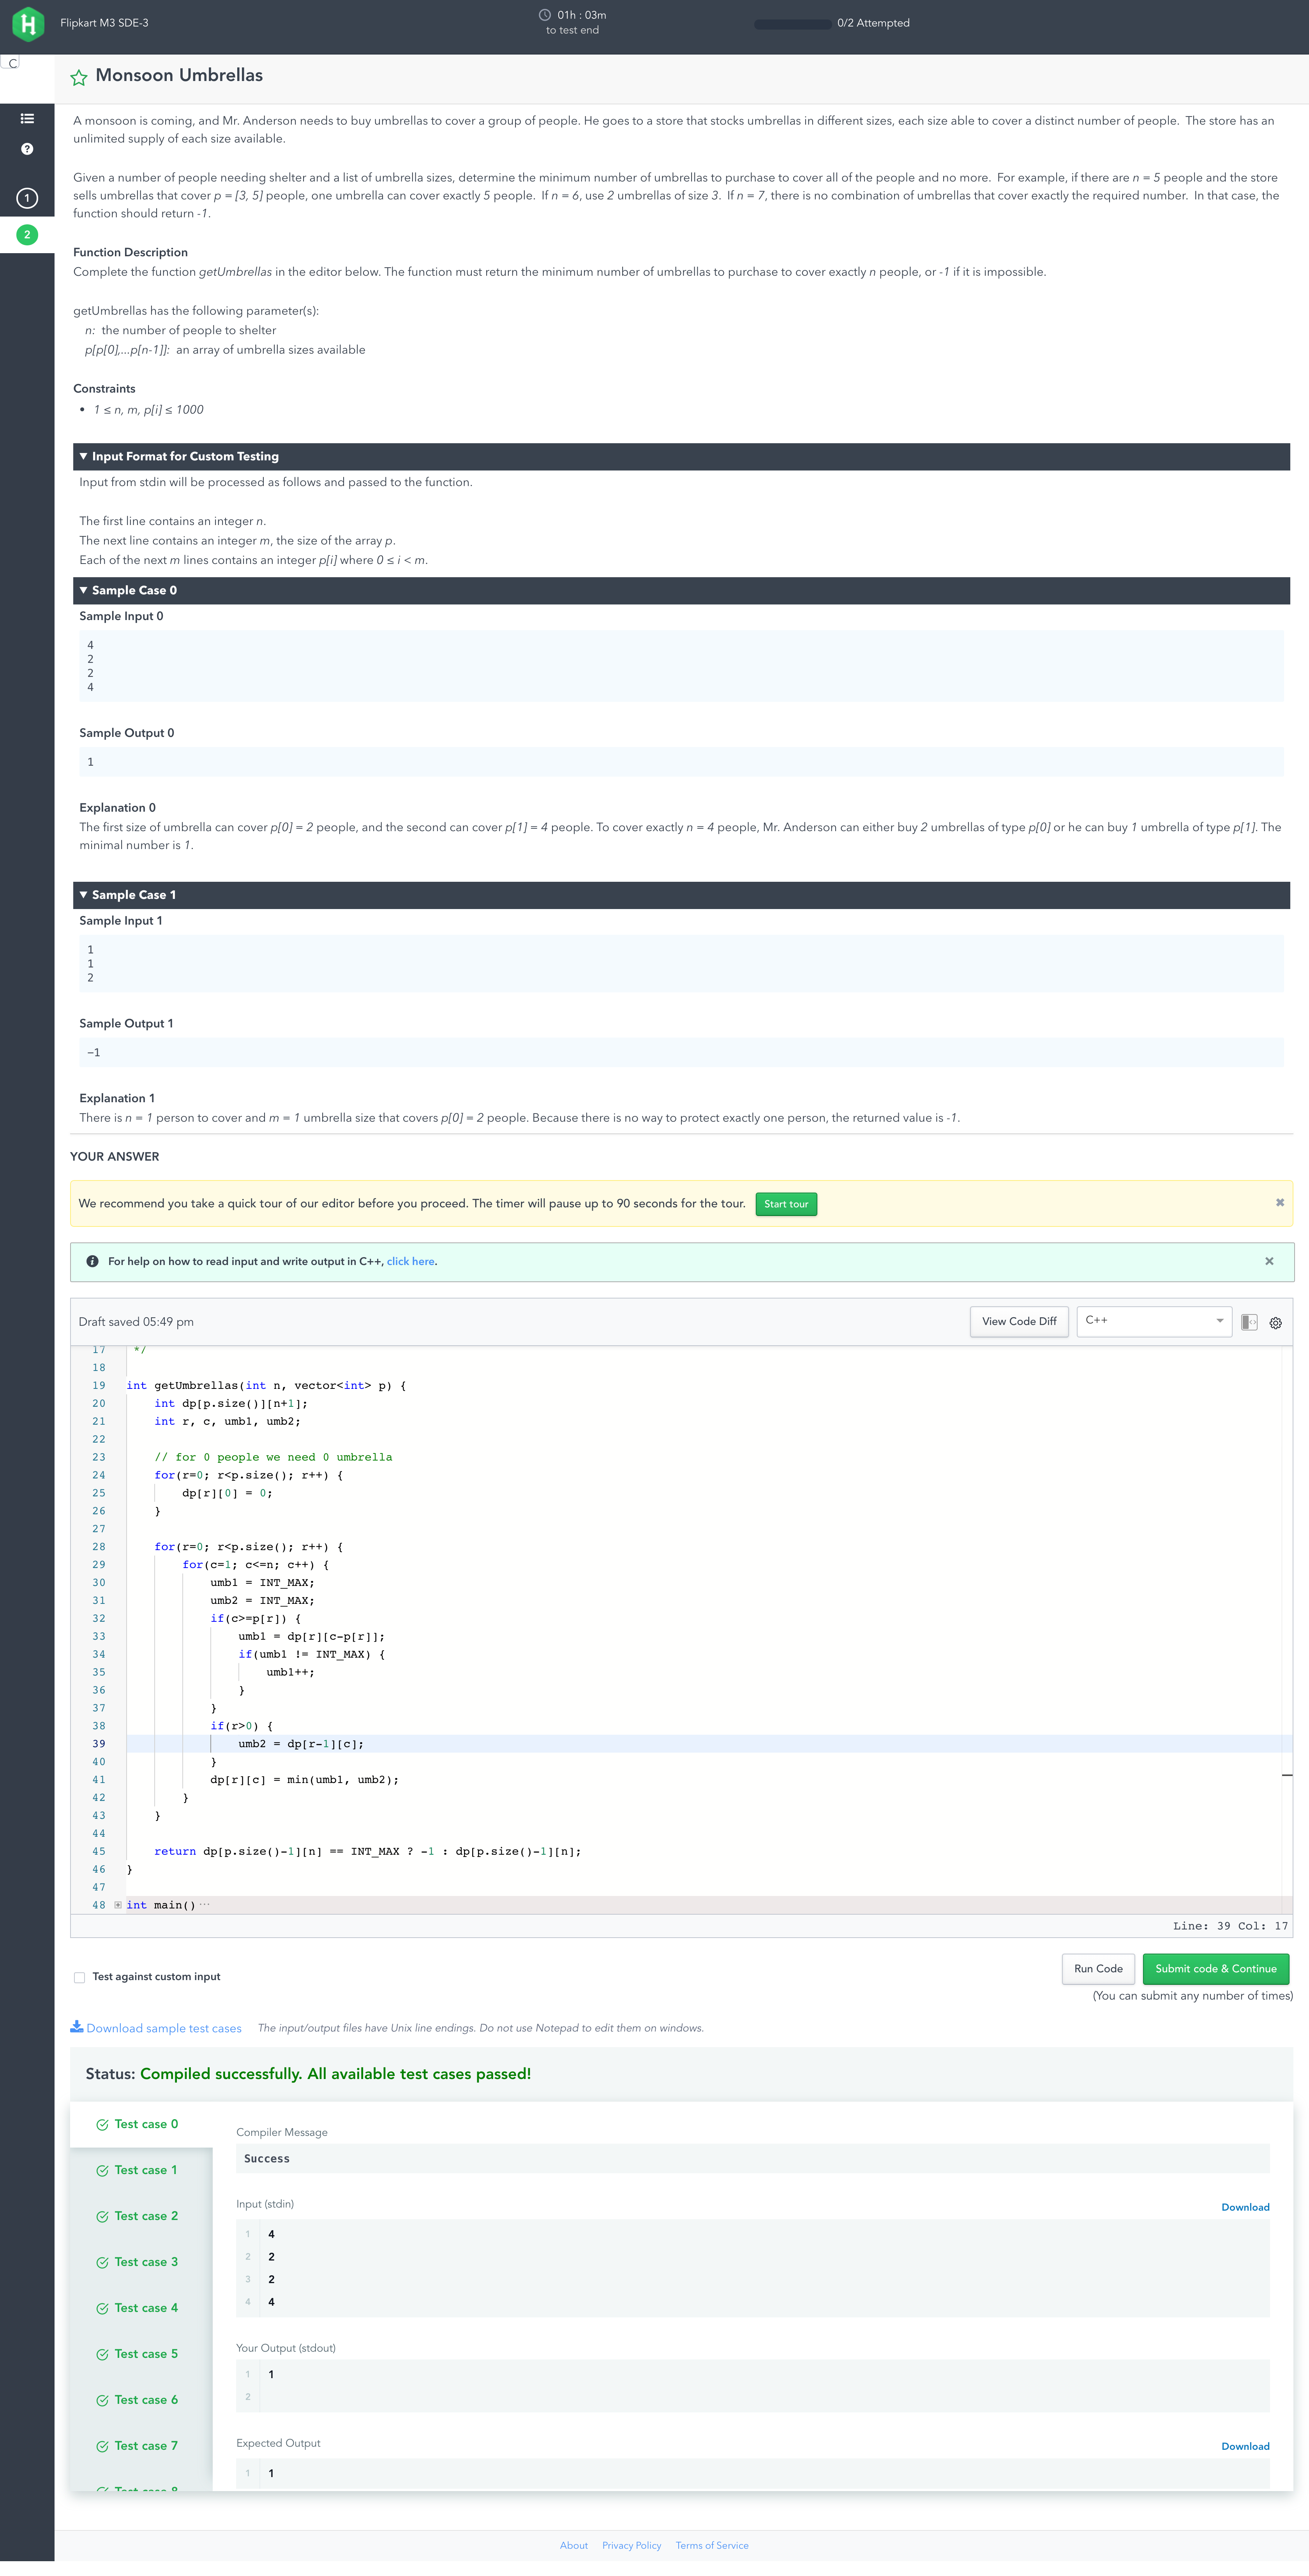 Flipkart M3 SDE-3
01h : 03m
to test end
0/2 Attempted
C
Monsoon Umbrellas
1
2
A monsoon is coming, and Mr. Anderson needs to buy umbrellas to cover a group of people. He goes to a store that stocks umbrellas in different sizes, each size able to cover a distinct number of people. The store has an
unlimited supply of each size available.
Given a number of people needing shelter and a list of umbrella sizes, determine the minimum number of umbrellas to purchase to cover all of the people and no more. For example, if there are n = 5 people and the store
sells umbrellas that cover p = [3, 5] people, one umbrella can cover exactly 5 people. If n = 6, use 2 umbrellas of size 3. If n = 7, there is no combination of umbrellas that cover exactly the required number. In that case, the
function should return -1.
Function Description
Complete the function getUmbrellas in the editor below. The function must return the minimum number of umbrellas to purchase to cover exactly n people, or -1 if it is impossible.
getUmbrellas has the following parameter(s):
n: the number of people to shelter
p[p[0],...p[n-1]]: an array of umbrella sizes available
Constraints
• 1 ≤ n, m, p[i] ≤ 1000
▼ Input Format for Custom Testing
Input from stdin will be processed as follows and passed to the function.
The first line contains an integer n.
The next line contains an integer m, the size of the array p.
Each of the next m lines contains an integer p[i] where 0 ≤ i < m.
▼ Sample Case 0
Sample Input 0
4
2
2
4
Sample Output 0
1
Explanation 0
The first size of umbrella can cover p[0] = 2 people, and the second can cover p[1] = 4 people. To cover exactly n = 4 people, Mr. Anderson can either buy 2 umbrellas of type p[0] or he can buy 1 umbrella of type p[1]. The
minimal number is 1.
▼ Sample Case 1
Sample Input 1
1
1
2
Sample Output 1
−1
Explanation 1
There is n = 1 person to cover and m = 1 umbrella size that covers p[0] = 2 people. Because there is no way to protect exactly one person, the returned value is -1.
YOUR ANSWER
We recommend you take a quick tour of our editor before you proceed. The timer will pause up to 90 seconds for the tour. Start tour
For help on how to read input and write output in C++, click here.
Draft saved 05:49 pm View Code Diff C++
17 */
18
19 int getUmbrellas(int n, vector<int> p) {
20 int dp[p.size()][n+1];
21 int r, c, umb1, umb2;
22
23 // for 0 people we need 0 umbrella
24 for(r=0; r<p.size(); r++) {
25 dp[r][0] = 0;
26 }
27
28 for(r=0; r<p.size(); r++) {
29 for(c=1; c<=n; c++) {
30 umb1 = INT_MAX;
31 umb2 = INT_MAX;
32 if(c>=p[r]) {
33 umb1 = dp[r][c-p[r]];
34 if(umb1 != INT_MAX) {
35 umb1++;
36 }
37 }
38 if(r>0) {
39 umb2 = dp[r-1][c];
40 }
41 dp[r][c] = min(umb1, umb2);
42 }
43 }
44
45 return dp[p.size()-1][n] == INT_MAX ? -1 : dp[p.size()-1][n];
46 }
47
48 int main() ···
Line: 39 Col: 17
Test against custom input
Run Code Submit code & Continue
(You can submit any number of times)
Download sample test cases The input/output files have Unix line endings. Do not use Notepad to edit them on windows.
Status: Compiled successfully. All available test cases passed!
Test case 0
Test case 1
Test case 2
Test case 3
Test case 4
Test case 5
Test case 6
Test case 7
Test case 8
Compiler Message
Success
Input (stdin) Download
1 4
2 2
3 2
4 4
Your Output (stdout)
1 1
2
Expected Output Download
1 1
About Privacy Policy Terms of Service